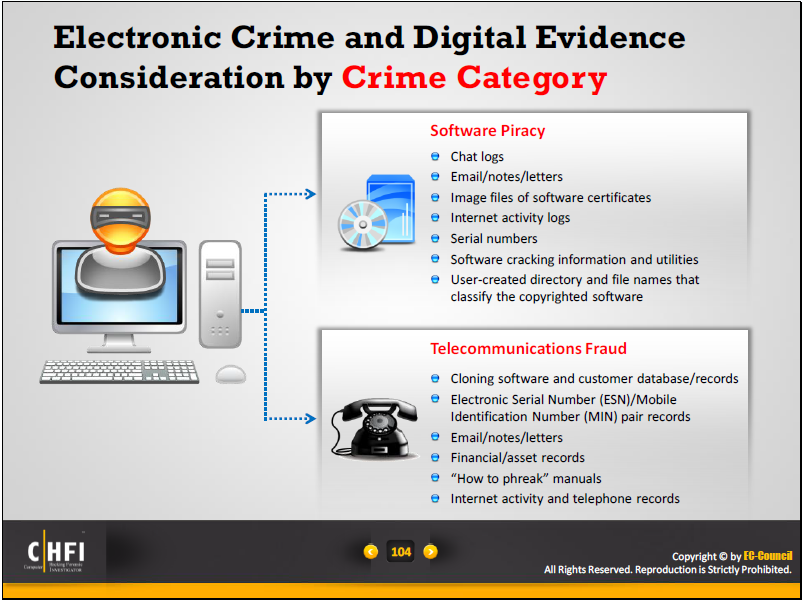 Electronic Crime and Digital Evidence
Consideration by Crime Category
Software Piracy
Chat logs
Email/notes/letters
Image files of software certificates
Internet activity logs
Serial numbers
Software cracking information and utilities
User-created directory and file names that
classify the copyrighted software
Telecommunications Fraud
Cloning software and customer database/records
Electronic Serial Number (ESN)/Mobile
Identification Number (MIN) pair records
Email/notes/letters
Financial/asset records
“How to phreak” manuals
Internet activity and telephone records
CHFI
Computer Hacking Forensic
INVESTIGATOR
104
Copyright © by EC-Council
All Rights Reserved. Reproduction is Strictly Prohibited.